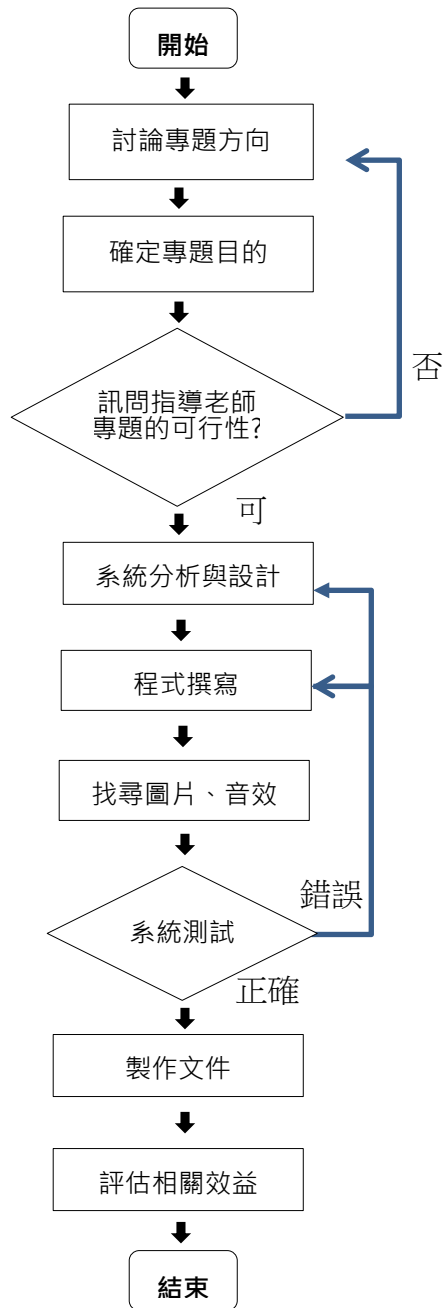 開始
討論專題方向
確定專題目的
否
訊問指導老師
專題的可行性?
可
系統分析與設計
程式撰寫
找尋圖片、音效
錯誤
系統測試
正確
製作文件
評估相關效益
結束